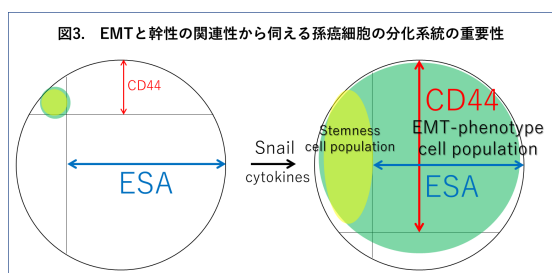 図3. EMTと幹性の関連性から伺える孫癌細胞の分化系統の重要性
CD44
ESA
Snail
cytokines
Stemness
cell population
CD44
EMT-phenotype
cell population
ESA